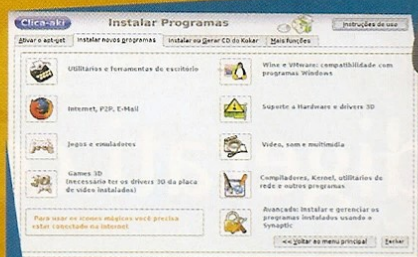 Clica-aki
Instalar Programas
Instruções de uso
Ativar o apt-get
Instalar novos programas
Instalar ou Gerar CD do Kokar
Mais funções
Utilitários e ferramentas de escritório
Wine e VMware: compatibilidade com
programas Windows
Internet, P2P, E-Mail
Suporte a Hardware e drivers 3D
Jogos e emuladores
Vídeo, som e multimídia
Games 3D
(necessário ter os drivers 3D da placa
de vídeo instalados)
Compiladores, Kernel, utilitários de
rede e outros programas
Para usar os ícones mágicos você precisa
estar conectado na internet.
Avançado: Instalar e gerenciar os
programas instalados usando o
Synaptic
<< Voltar ao menu principal
Fechar